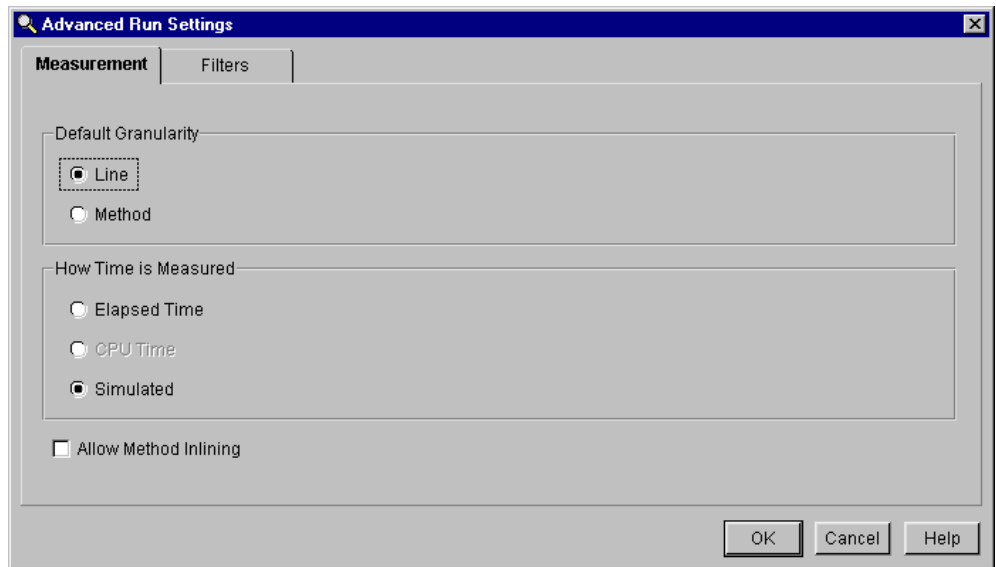 Advanced Run Settings
Measurement Filters
Default Granularity
Line
Method
How Time is Measured
Elapsed Time
CPU Time
Simulated
Allow Method Inlining
OK Cancel Help